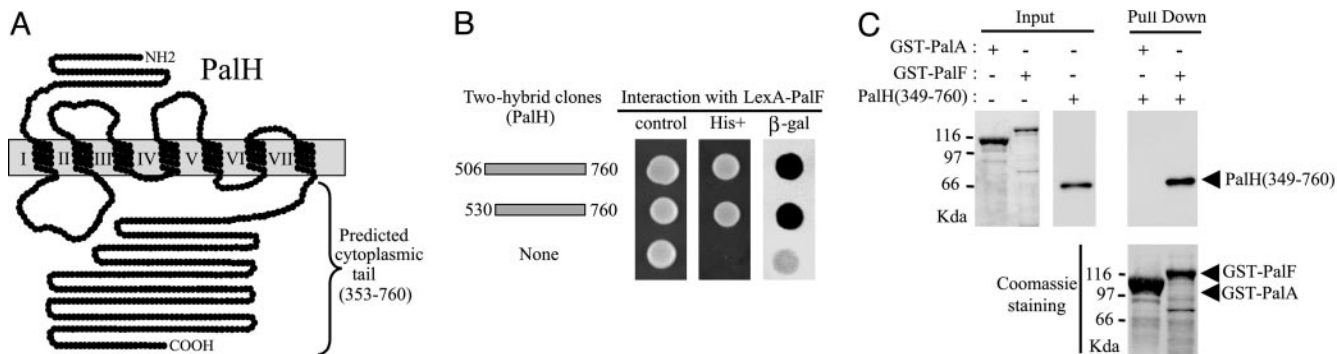 A
NH2
PalH
I II III IV V VI VII
Predicted
cytoplasmic
tail
(353-760)
COOH
B
Two-hybrid clones
(PalH)
Interaction with LexA-PalF
control His+ β-gal
506 760
530 760
None
C
Input Pull Down
GST-PalA : + - - + -
GST-PalF : - + - - +
PalH(349-760) : - - + + +
116
97
66
Kda
PalH(349-760)
Coomassie
staining
116
97
66
Kda
GST-PalF
GST-PalA